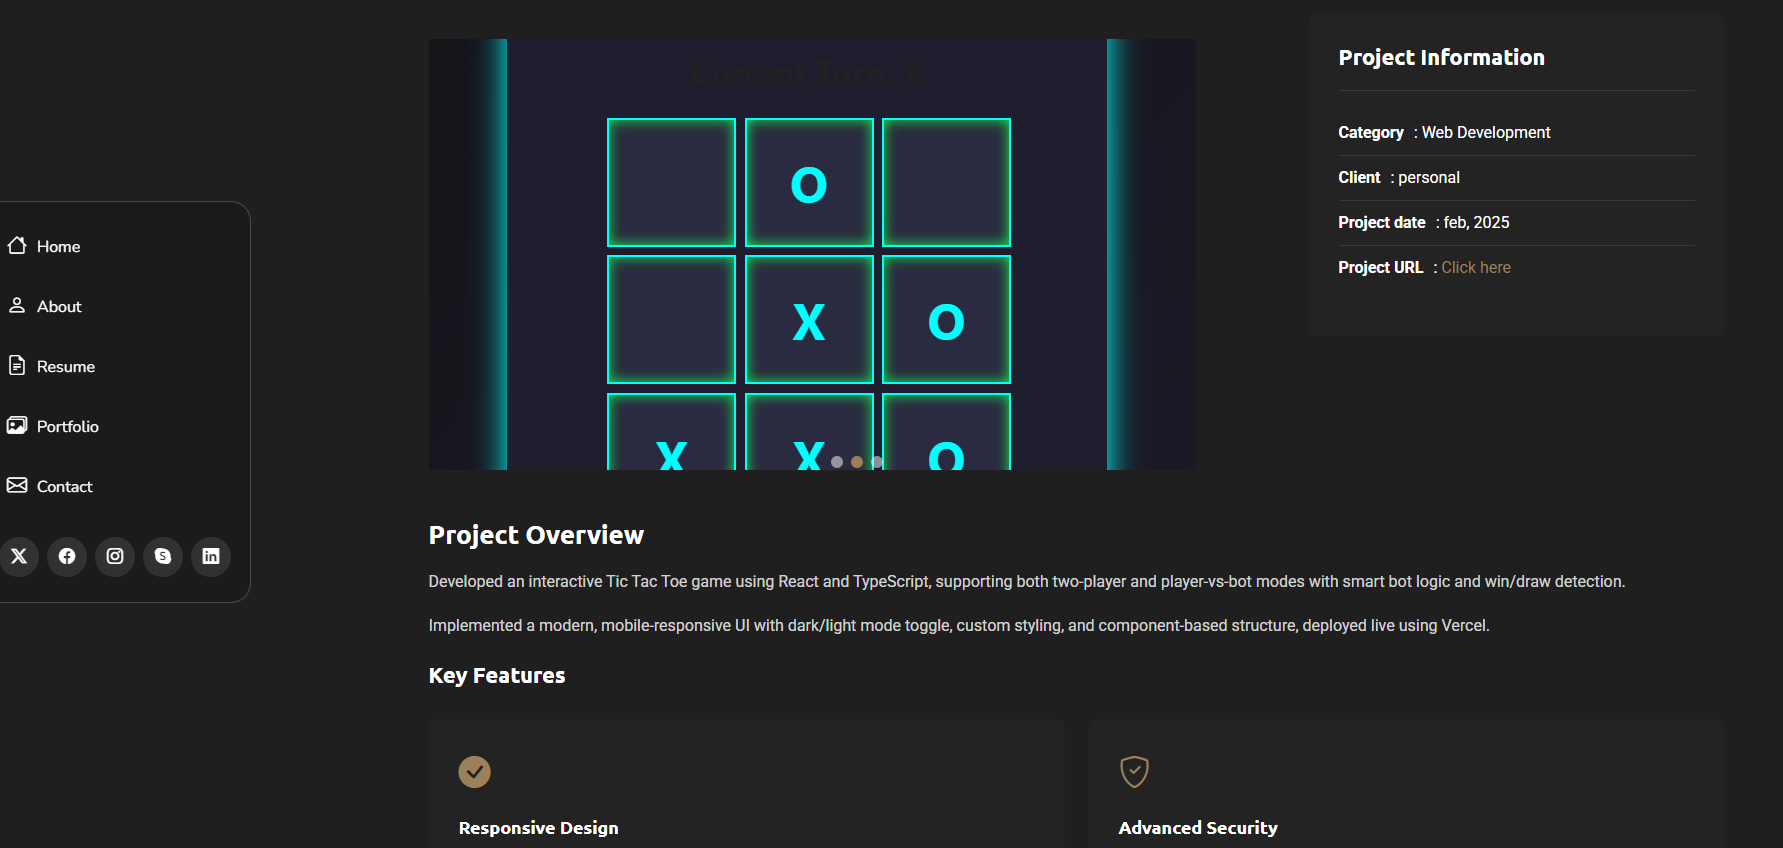 Home
About
Resume
Portfolio
Contact
Current Turn: X
O
X O
X X O
Project Information
Category : Web Development
Client : personal
Project date : feb, 2025
Project URL : Click here
Project Overview
Developed an interactive Tic Tac Toe game using React and TypeScript, supporting both two-player and player-vs-bot modes with smart bot logic and win/draw detection.
Implemented a modern, mobile-responsive UI with dark/light mode toggle, custom styling, and component-based structure, deployed live using Vercel.
Key Features
Responsive Design
Advanced Security